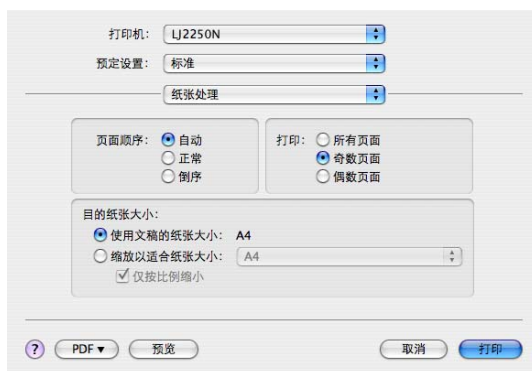 打印机： LJ2250N
预定设置： 标准
纸张处理
页面顺序： 自动
正常
倒序
打印： 所有页面
奇数页面
偶数页面
目的纸张大小：
使用文稿的纸张大小： A4
缩放以适合纸张大小： A4
仅按比例缩小
? PDF▼ 预览 取消 打印